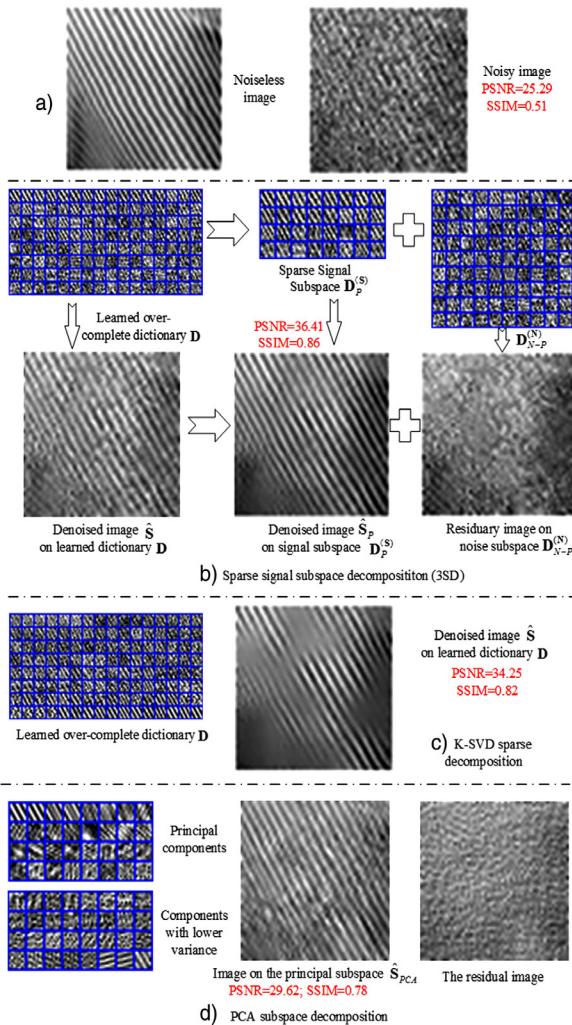 a)
Noiseless
image
Noisy image
PSNR=25.29
SSIM=0.51
Learned over-
complete dictionary D
Sparse Signal
Subspace D_P^(S)
PSNR=36.41
SSIM=0.86
D_N-P^(N)
Denoised image Ŝ
on learned dictionary D
Denoised image Ŝ_P
on signal subspace D_P^(S)
Residuary image on
noise subspace D_N-P^(N)
b) Sparse signal subspace decomposititon (3SD)
Learned over-complete dictionary D
Denoised image Ŝ
on learned dictionary D
PSNR=34.25
SSIM=0.82
c) K-SVD sparse
decomposition
Principal
components
Components
with lower
variance
Image on the principal subspace Ŝ_PCA
PSNR=29.62; SSIM=0.78
The residual image
d) PCA subspace decomposition